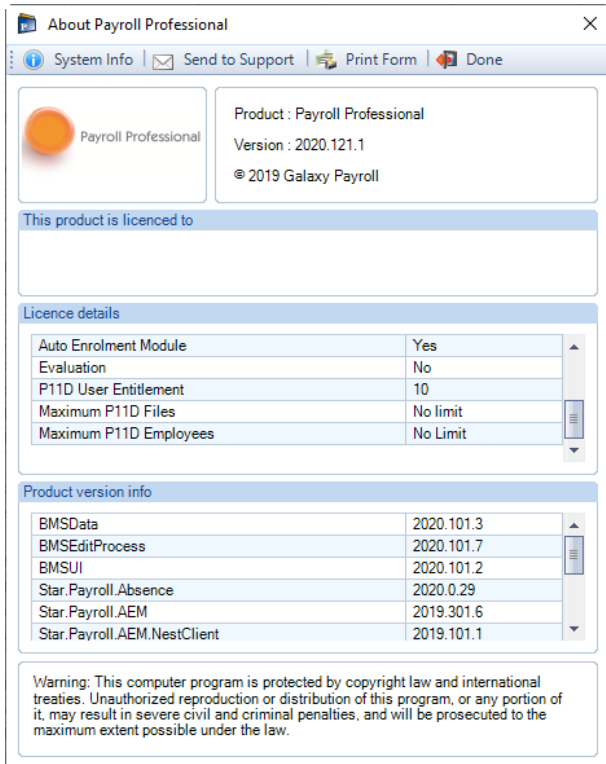 About Payroll Professional
System Info Send to Support Print Form Done
Payroll Professional
Product : Payroll Professional
Version : 2020.121.1
© 2019 Galaxy Payroll
This product is licenced to
Licence details
Auto Enrolment Module Yes
Evaluation No
P11D User Entitlement 10
Maximum P11D Files No limit
Maximum P11D Employees No Limit
Product version info
BMSData 2020.101.3
BMSEditProcess 2020.101.7
BMSUI 2020.101.2
Star.Payroll.Absence 2020.0.29
Star.Payroll.AEM 2019.301.6
Star.Payroll.AEM.NestClient 2019.101.1
Warning: This computer program is protected by copyright law and international
treaties. Unauthorized reproduction or distribution of this program, or any portion of
it, may result in severe civil and criminal penalties, and will be prosecuted to the
maximum extent possible under the law.